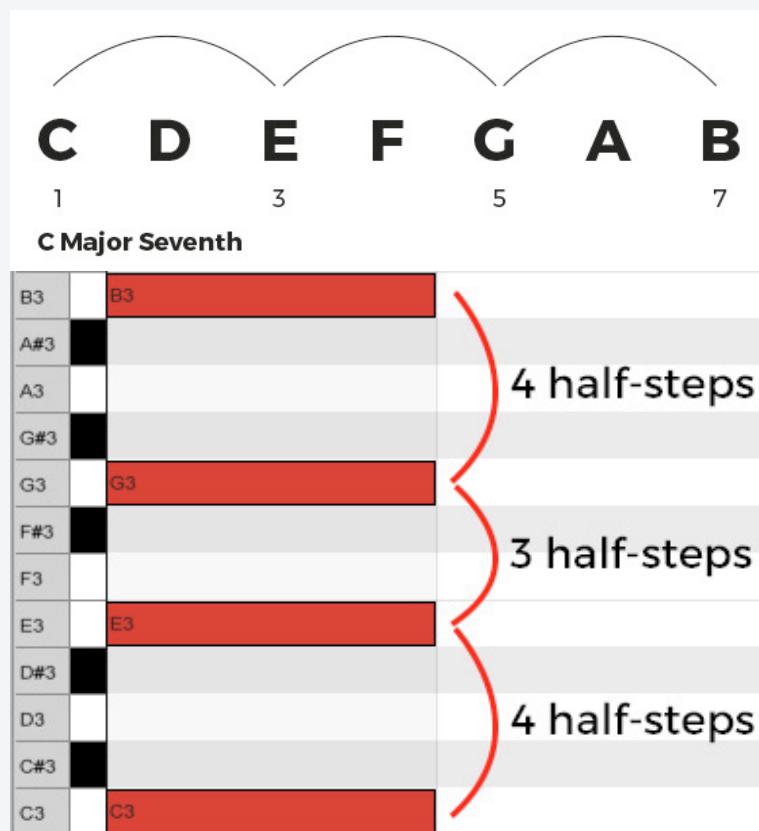 C D E F G A B
1 3 5 7
C Major Seventh
B3 B3
A#3
A3
4 half-steps
G#3
G3 G3
F#3
3 half-steps
F3
E3 E3
D#3
D3
4 half-steps
C#3
C3 C3